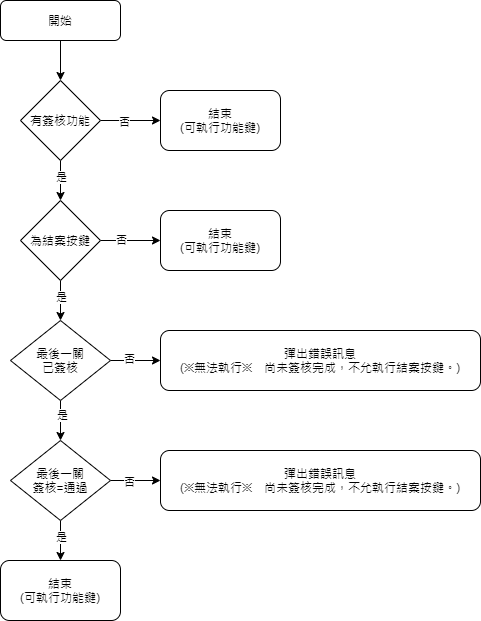 開始
有簽核功能
否
結束
(可執行功能鍵)
是
為結案按鍵
否
結束
(可執行功能鍵)
是
最後一關
已簽核
否
彈出錯誤訊息
(※無法執行※　尚未簽核完成，不允執行結案按鍵。)
是
最後一關
簽核=通過
否
彈出錯誤訊息
(※無法執行※　尚未簽核完成，不允執行結案按鍵。)
是
結束
(可執行功能鍵)